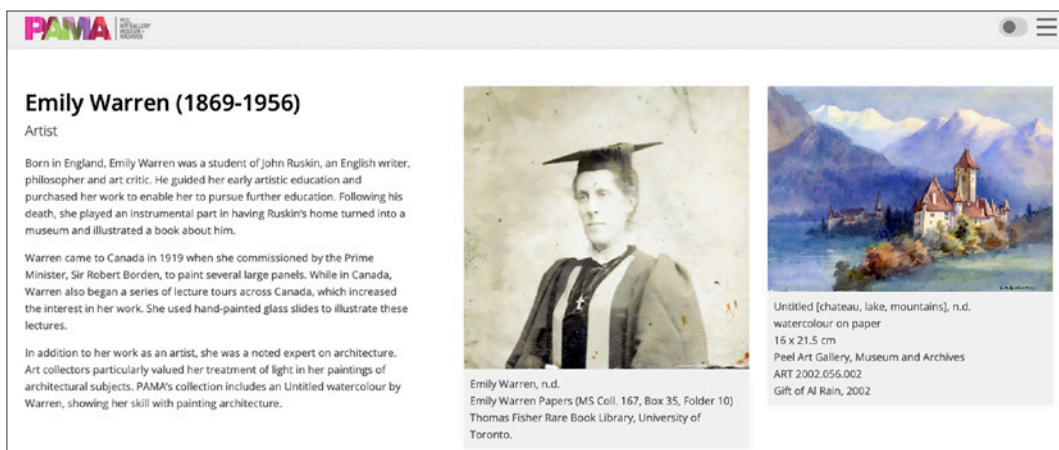 PAMA PEEL
ART GALLERY
MUSEUM +
ARCHIVES
Emily Warren (1869-1956)
Artist
Born in England, Emily Warren was a student of John Ruskin, an English writer,
philosopher and art critic. He guided her early artistic education and
purchased her work to enable her to pursue further education. Following his
death, she played an instrumental part in having Ruskin's home turned into a
museum and illustrated a book about him.
Warren came to Canada in 1919 when she commissioned by the Prime
Minister, Sir Robert Borden, to paint several large panels. While in Canada,
Warren also began a series of lecture tours across Canada, which increased
the interest in her work. She used hand-painted glass slides to illustrate these
lectures.
In addition to her work as an artist, she was a noted expert on architecture.
Art collectors particularly valued her treatment of light in her paintings of
architectural subjects. PAMA's collection includes an Untitled watercolour by
Warren, showing her skill with painting architecture.
Emily Warren, n.d.
Emily Warren Papers (MS Coll. 167, Box 35, Folder 10)
Thomas Fisher Rare Book Library, University of
Toronto.
Untitled [chateau, lake, mountains], n.d.
watercolour on paper
16 x 21.5 cm
Peel Art Gallery, Museum and Archives
ART 2002.056.002
Gift of Al Rain, 2002